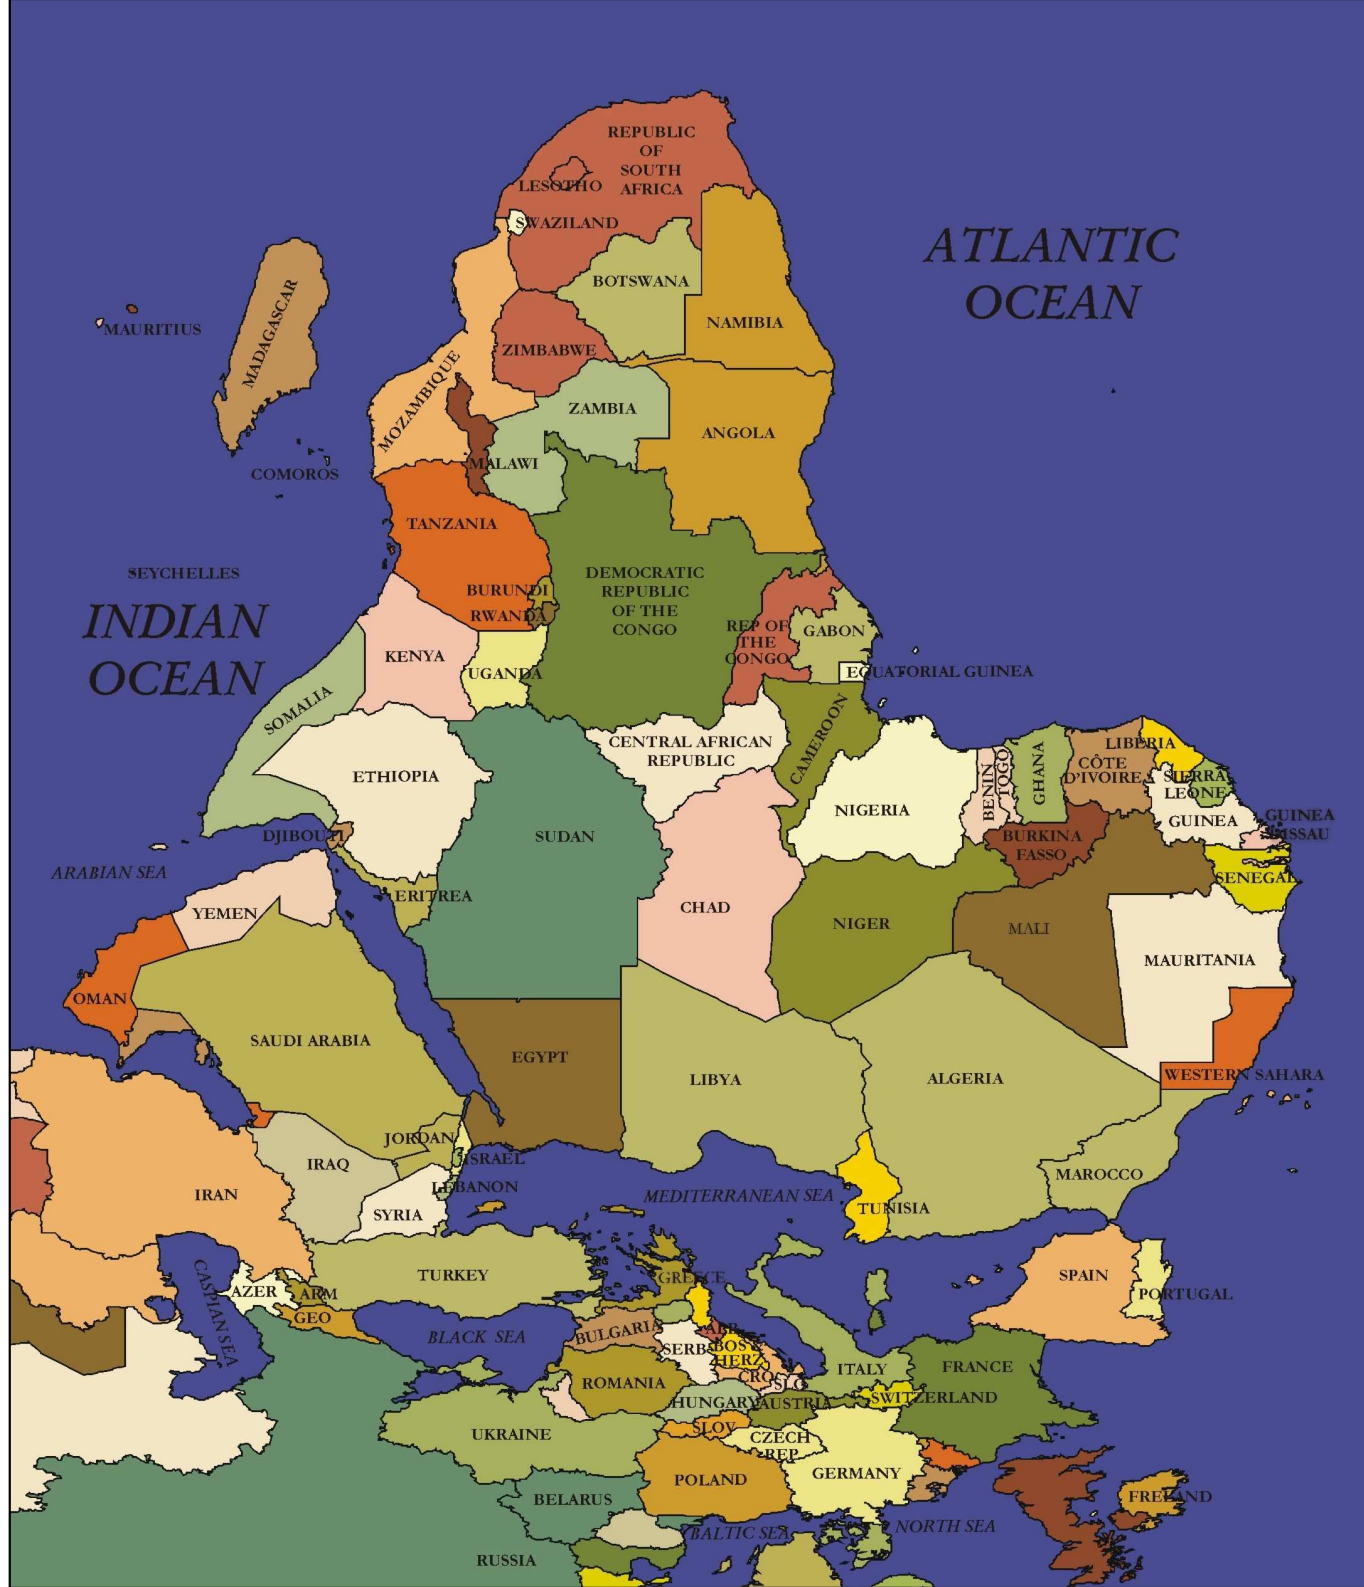 REPUBLIC
OF
SOUTH
AFRICA
LESOTHO
SWAZILAND
ATLANTIC
OCEAN
BOTSWANA
MADAGASCAR
NAMIBIA
MAURITIUS
ZIMBABWE
MOZAMBIQUE
ZAMBIA
ANGOLA
MALAWI
COMOROS
TANZANIA
SEYCHELLES
DEMOCRATIC
REPUBLIC
OF THE
CONGO
BURUNDI
RWANDA
INDIAN
OCEAN
REP OF
THE
CONGO
GABON
KENYA
UGANDA
EQUATORIAL GUINEA
SOMALIA
CAMEROON
CENTRAL AFRICAN
REPUBLIC
LIBERIA
CÔTE
D'IVOIRE
GHANA
TOGO
BENIN
SIERRA
LEONE
ETHIOPIA
NIGERIA
GUINEA
GUINEA
BISSAU
DJIBOUTI
SUDAN
BURKINA
FASSO
ARABIAN SEA
SENEGAL
ERITREA
YEMEN
CHAD
NIGER
MALI
MAURITANIA
OMAN
SAUDI ARABIA
EGYPT
LIBYA
ALGERIA
WESTERN SAHARA
JORDAN
ISRAEL
IRAQ
MAROCCO
LEBANON
IRAN
SYRIA
MEDITERRANEAN SEA
TUNISIA
CASPIAN SEA
TURKEY
GREECE
SPAIN
PORTUGAL
AZER
ARM
GEO
BLACK SEA
BULGARIA
ALB
SERB
BOS &
HERZ
CRO
SLO
ITALY
FRANCE
ROMANIA
HUNGARY
AUSTRIA
SWITZERLAND
UKRAINE
SLOV
CZECH
REP
POLAND
GERMANY
BELARUS
FRELAND
BALTIC SEA
NORTH SEA
RUSSIA